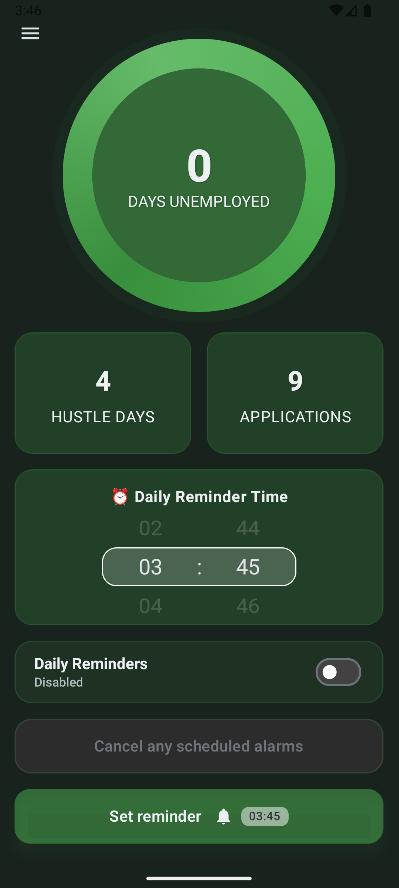 3:46
0
DAYS UNEMPLOYED
4
HUSTLE DAYS
9
APPLICATIONS
⏰ Daily Reminder Time
02 44
03 : 45
04 46
Daily Reminders
Disabled
Cancel any scheduled alarms
Set reminder 03:45